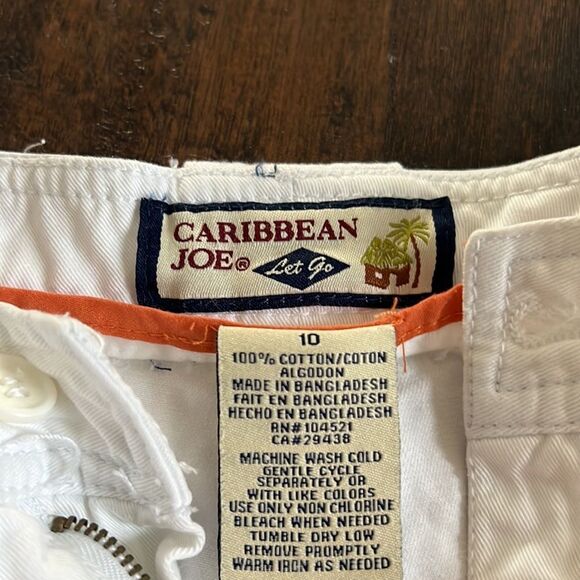 CARIBBEAN
JOE® Let Go
10
100% COTTON/COTON
ALGODON
MADE IN BANGLADESH
FAIT EN BANGLADESH
HECHO EN BANGLADESH
RN#104521
CA#29438
MACHINE WASH COLD
GENTLE CYCLE
SEPARATELY OR
WITH LIKE COLORS
USE ONLY NON CHLORINE
BLEACH WHEN NEEDED
TUMBLE DRY LOW
REMOVE PROMPTLY
WARM IRON AS NEEDED